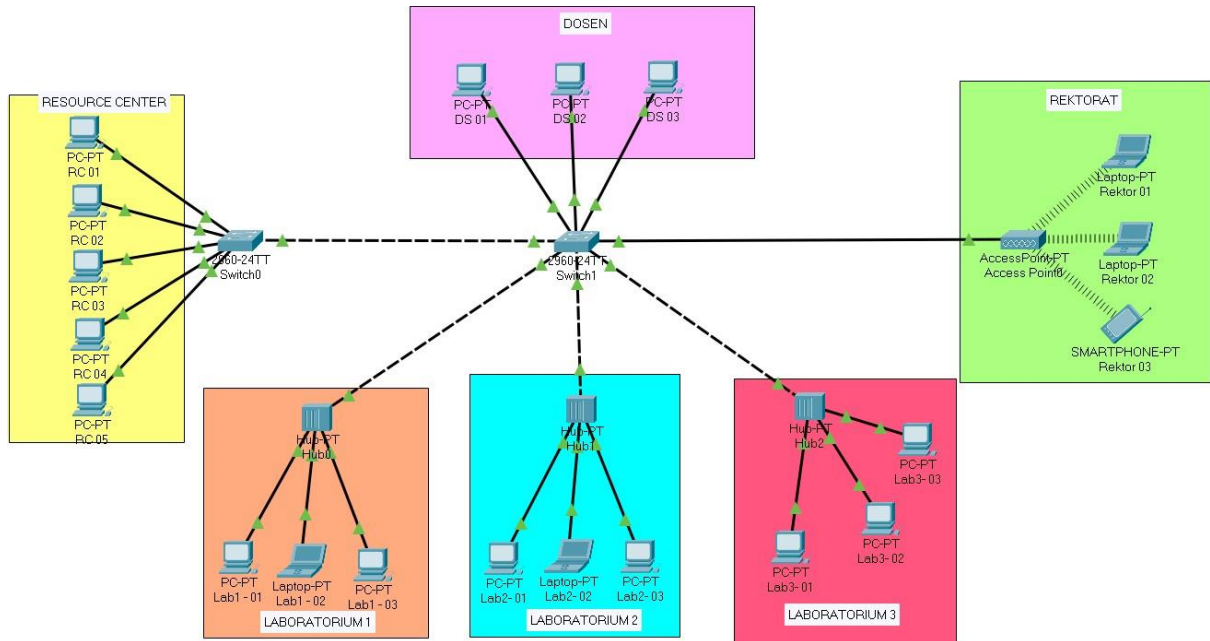 DOSEN
PC-PT
DS 01
PC-PT
DS 02
PC-PT
DS 03
RESOURCE CENTER
PC-PT
RC 01
PC-PT
RC 02
PC-PT
RC 03
PC-PT
RC 04
PC-PT
RC 05
2960-24TT
Switch0
2960-24TT
Switch1
REKTORAT
Laptop-PT
Rektor 01
AccessPoint-PT
Access Point0
Laptop-PT
Rektor 02
SMARTPHONE-PT
Rektor 03
Hub-PT
Hub0
PC-PT
Lab1 - 01
Laptop-PT
Lab1 - 02
PC-PT
Lab1 - 03
LABORATORIUM 1
Hub-PT
Hub1
PC-PT
Lab2- 01
Laptop-PT
Lab2- 02
PC-PT
Lab2- 03
LABORATORIUM 2
Hub-PT
Hub2
PC-PT
Lab3- 03
PC-PT
Lab3- 02
PC-PT
Lab3- 01
LABORATORIUM 3